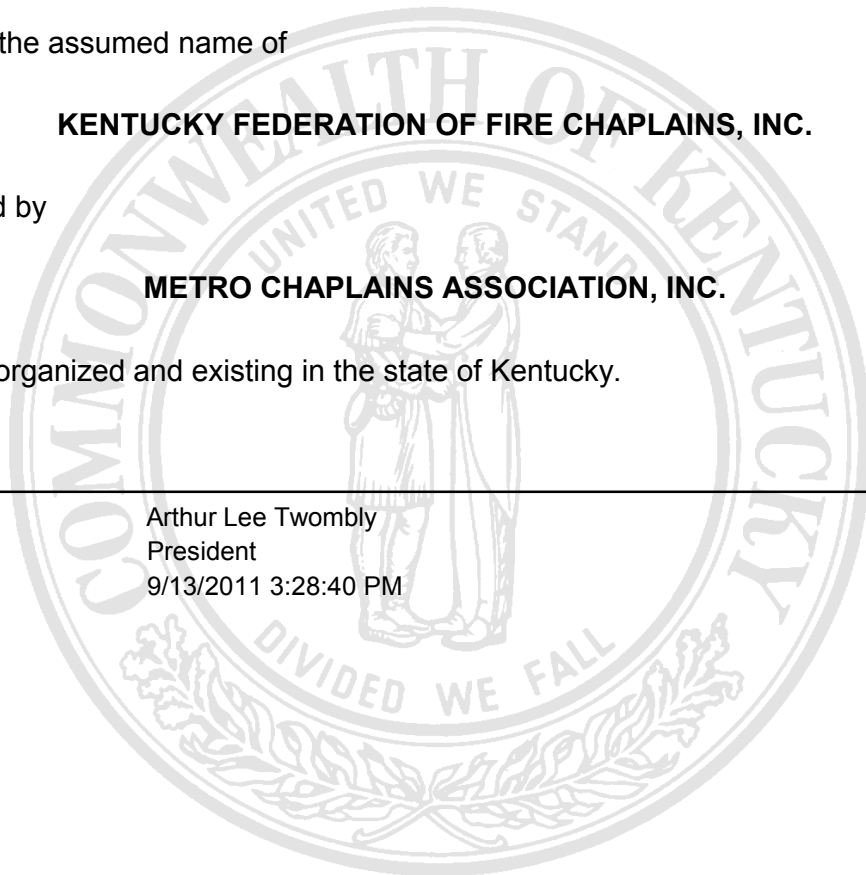 the assumed name of
KENTUCKY FEDERATION OF FIRE CHAPLAINS, INC.
d by
METRO CHAPLAINS ASSOCIATION, INC.
organized and existing in the state of Kentucky.
Arthur Lee Twombly
President
9/13/2011 3:28:40 PM
COMMONWEALTH OF KENTUCKY
UNITED WE STAND
DIVIDED WE FALL